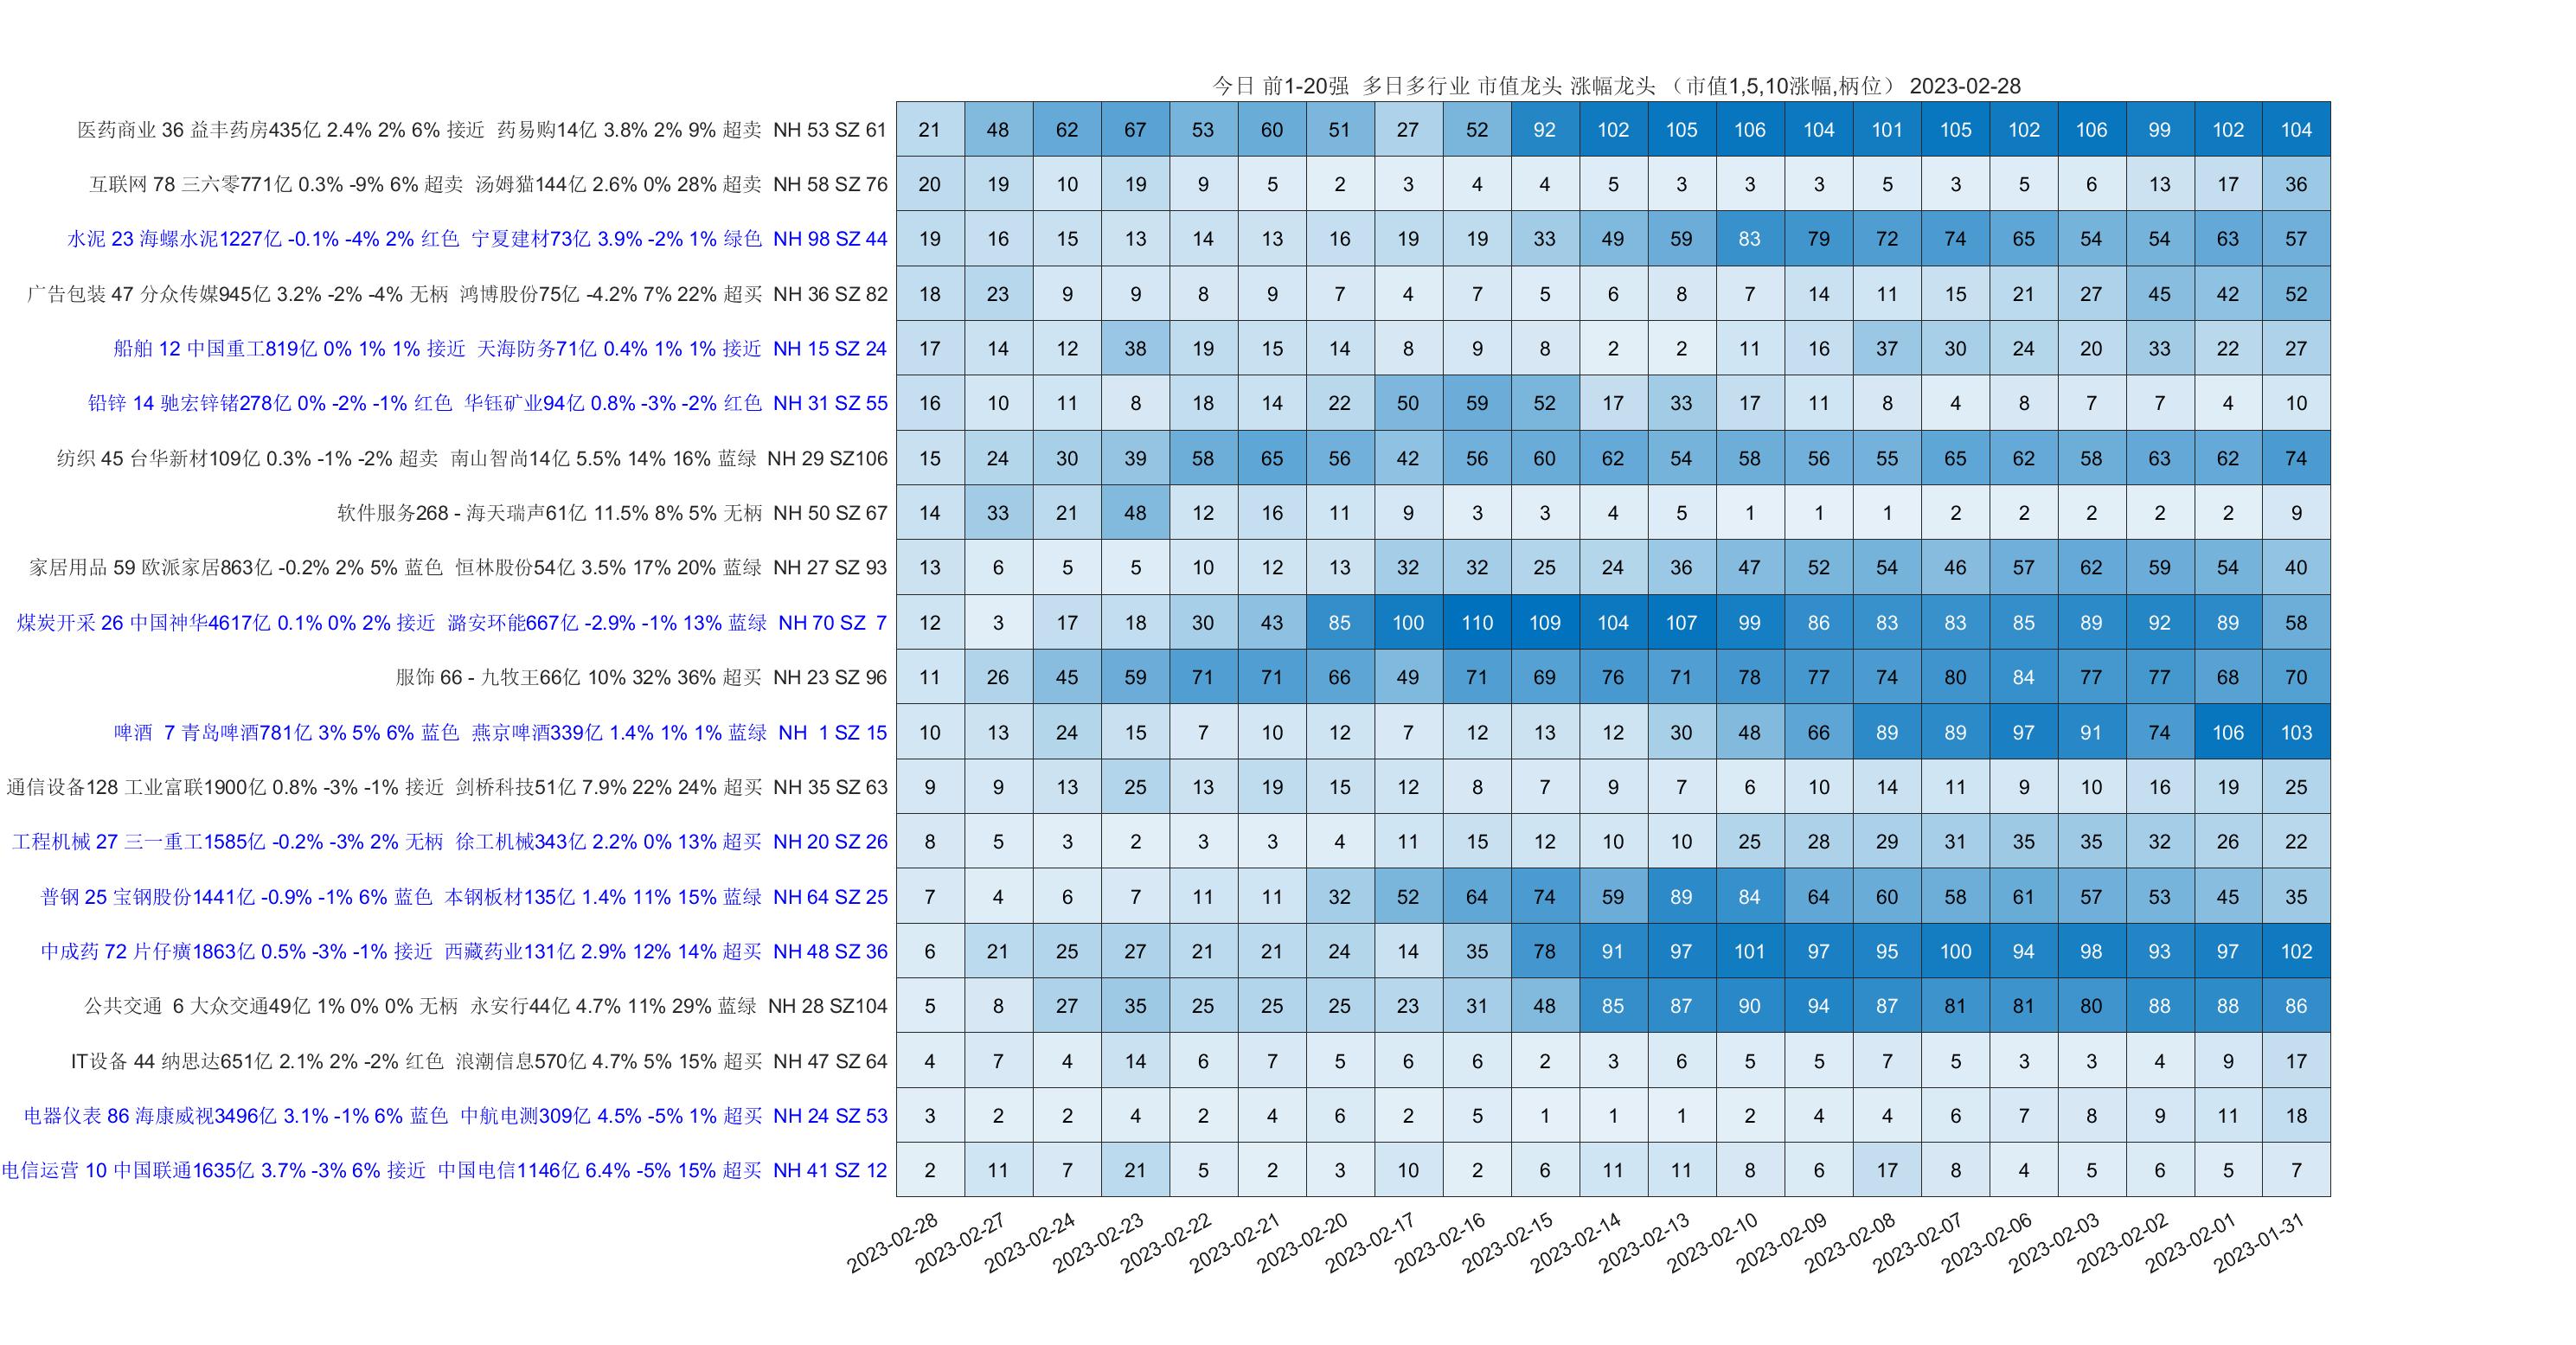 今日 前1-20强 多日多行业 市值龙头 涨幅龙头 （市值1,5,10涨幅,柄位） 2023-02-28
医药商业 36 益丰药房435亿 2.4% 2% 6% 接近 药易购14亿 3.8% 2% 9% 超卖 NH 53 SZ 61 21 48 62 67 53 60 51 27 52 92 102 105 106 104 101 105 102 106 99 102 104
互联网 78 三六零771亿 0.3% -9% 6% 超卖 汤姆猫144亿 2.6% 0% 28% 超卖 NH 58 SZ 76 20 19 10 19 9 5 2 3 4 4 5 3 3 3 5 3 5 6 13 17 36
水泥 23 海螺水泥1227亿 -0.1% -4% 2% 红色 宁夏建材73亿 3.9% -2% 1% 绿色 NH 98 SZ 44 19 16 15 13 14 13 16 19 19 33 49 59 83 79 72 74 65 54 54 63 57
广告包装 47 分众传媒945亿 3.2% -2% -4% 无柄 鸿博股份75亿 -4.2% 7% 22% 超买 NH 36 SZ 82 18 23 9 9 8 9 7 4 7 5 6 8 7 14 11 15 21 27 45 42 52
船舶 12 中国重工819亿 0% 1% 1% 接近 天海防务71亿 0.4% 1% 1% 接近 NH 15 SZ 24 17 14 12 38 19 15 14 8 9 8 2 2 11 16 37 30 24 20 33 22 27
铅锌 14 驰宏锌锗278亿 0% -2% -1% 红色 华钰矿业94亿 0.8% -3% -2% 红色 NH 31 SZ 55 16 10 11 8 18 14 22 50 59 52 17 33 17 11 8 4 8 7 7 4 10
纺织 45 台华新材109亿 0.3% -1% -2% 超卖 南山智尚14亿 5.5% 14% 16% 蓝绿 NH 29 SZ106 15 24 30 39 58 65 56 42 56 60 62 54 58 56 55 65 62 58 63 62 74
软件服务268 - 海天瑞声61亿 11.5% 8% 5% 无柄 NH 50 SZ 67 14 33 21 48 12 16 11 9 3 3 4 5 1 1 1 2 2 2 2 2 9
家居用品 59 欧派家居863亿 -0.2% 2% 5% 蓝色 恒林股份54亿 3.5% 17% 20% 蓝绿 NH 27 SZ 93 13 6 5 5 10 12 13 32 32 25 24 36 47 52 54 46 57 62 59 54 40
煤炭开采 26 中国神华4617亿 0.1% 0% 2% 接近 潞安环能667亿 -2.9% -1% 13% 蓝绿 NH 70 SZ 7 12 3 17 18 30 43 85 100 110 109 104 107 99 86 83 83 85 89 92 89 58
服饰 66 - 九牧王66亿 10% 32% 36% 超买 NH 23 SZ 96 11 26 45 59 71 71 66 49 71 69 76 71 78 77 74 80 84 77 77 68 70
啤酒 7 青岛啤酒781亿 3% 5% 6% 蓝色 燕京啤酒339亿 1.4% 1% 1% 蓝绿 NH 1 SZ 15 10 13 24 15 7 10 12 7 12 13 12 30 48 66 89 89 97 91 74 106 103
通信设备128 工业富联1900亿 0.8% -3% -1% 接近 剑桥科技51亿 7.9% 22% 24% 超买 NH 35 SZ 63 9 9 13 25 13 19 15 12 8 7 9 7 6 10 14 11 9 10 16 19 25
工程机械 27 三一重工1585亿 -0.2% -3% 2% 无柄 徐工机械343亿 2.2% 0% 13% 超买 NH 20 SZ 26 8 5 3 2 3 3 4 11 15 12 10 10 25 28 29 31 35 35 32 26 22
普钢 25 宝钢股份1441亿 -0.9% -1% 6% 蓝色 本钢板材135亿 1.4% 11% 15% 蓝绿 NH 64 SZ 25 7 4 6 7 11 11 32 52 64 74 59 89 84 64 60 58 61 57 53 45 35
中成药 72 片仔癀1863亿 0.5% -3% -1% 接近 西藏药业131亿 2.9% 12% 14% 超买 NH 48 SZ 36 6 21 25 27 21 21 24 14 35 78 91 97 101 97 95 100 94 98 93 97 102
公共交通 6 大众交通49亿 1% 0% 0% 无柄 永安行44亿 4.7% 11% 29% 蓝绿 NH 28 SZ104 5 8 27 35 25 25 25 23 31 48 85 87 90 94 87 81 81 80 88 88 86
IT设备 44 纳思达651亿 2.1% 2% -2% 红色 浪潮信息570亿 4.7% 5% 15% 超买 NH 47 SZ 64 4 7 4 14 6 7 5 6 6 2 3 6 5 5 7 5 3 3 4 9 17
电器仪表 86 海康威视3496亿 3.1% -1% 6% 蓝色 中航电测309亿 4.5% -5% 1% 超买 NH 24 SZ 53 3 2 2 4 2 4 6 2 5 1 1 1 2 4 4 6 7 8 9 11 18
电信运营 10 中国联通1635亿 3.7% -3% 6% 接近 中国电信1146亿 6.4% -5% 15% 超买 NH 41 SZ 12 2 11 7 21 5 2 3 10 2 6 11 11 8 6 17 8 4 5 6 5 7
2023-02-28 2023-02-27 2023-02-24 2023-02-23 2023-02-22 2023-02-21 2023-02-20 2023-02-17 2023-02-16 2023-02-15 2023-02-14 2023-02-13 2023-02-10 2023-02-09 2023-02-08 2023-02-07 2023-02-06 2023-02-03 2023-02-02 2023-02-01 2023-01-31